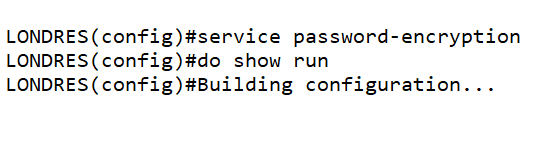 LONDRES(config)#service password-encryption
LONDRES(config)#do show run
LONDRES(config)#Building configuration...